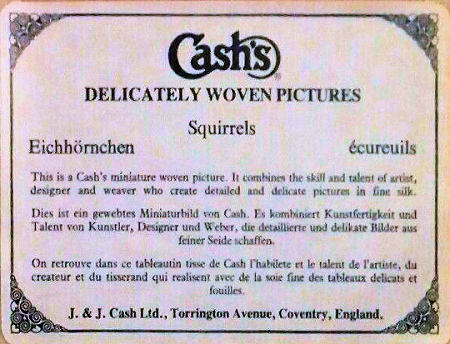 Cash's®
DELICATELY WOVEN PICTURES
Squirrels
Eichhörnchen écureuils
This is a Cash's miniature woven picture. It combines the skill and talent of artist,
designer and weaver who create detailed and delicate pictures in fine silk.
Dies ist ein gewebtes Miniaturbild von Cash. Es kombiniert Kunstfertigkeit und
Talent von Kunstler, Designer und Weber, die detaillierte und delikate Bilder aus
feiner Seide schaffen.
On retrouve dans ce tableautin tisse de Cash l'habilete et le talent de l'artiste, du
createur et du tisserand qui realisent avec de la soie fine des tableaux delicats et
fouilles.
J. & J. Cash Ltd., Torrington Avenue, Coventry, England.